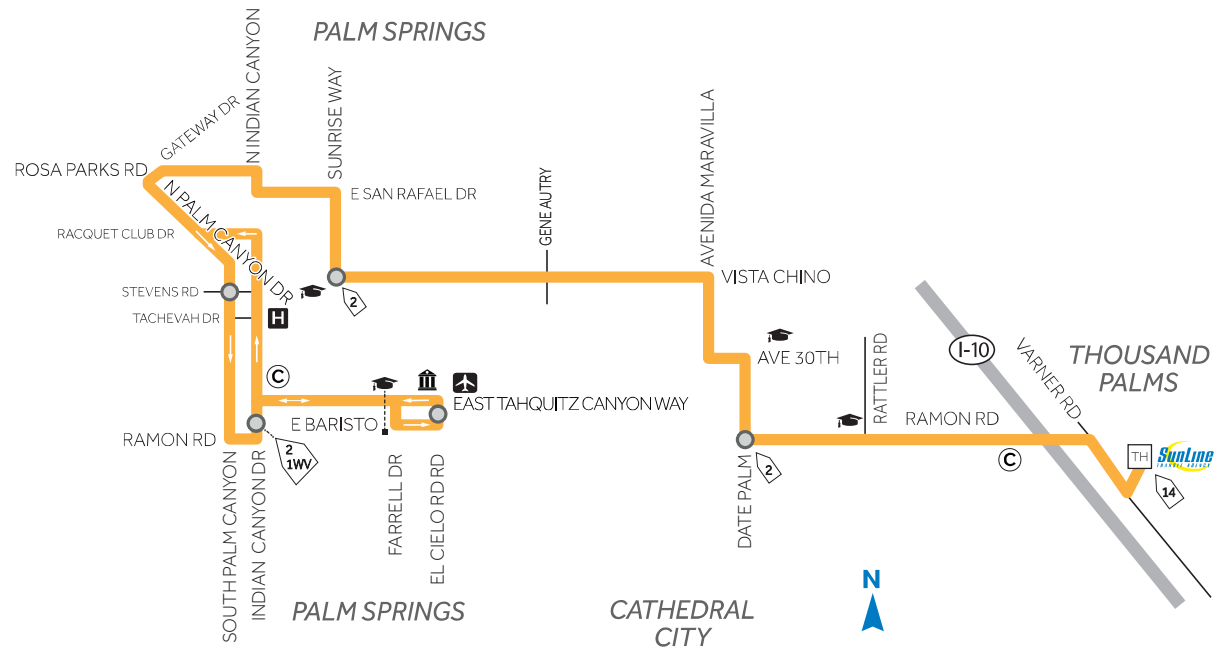 PALM SPRINGS
N INDIAN CANYON
GATEWAY DR
SUNRISE WAY
ROSA PARKS RD
E SAN RAFAEL DR
GENE AUTRY
AVENIDA MARAVILLA
N PALM CANYON DR
RACQUET CLUB DR
VISTA CHINO
STEVENS RD
2
TACHEVAH DR
H
I-10
VARNER RD
THOUSAND
PALMS
AVE 30TH
RATTLER RD
C
EAST TAHQUITZ CANYON WAY
E BARISTO
RAMON RD
RAMON RD
2
1WV
C
TH
SunLine
TRANSIT AGENCY
2
14
SOUTH PALM CANYON
INDIAN CANYON DR
FARRELL DR
EL CIELO RD RD
DATE PALM
N
PALM SPRINGS
CATHEDRAL
CITY